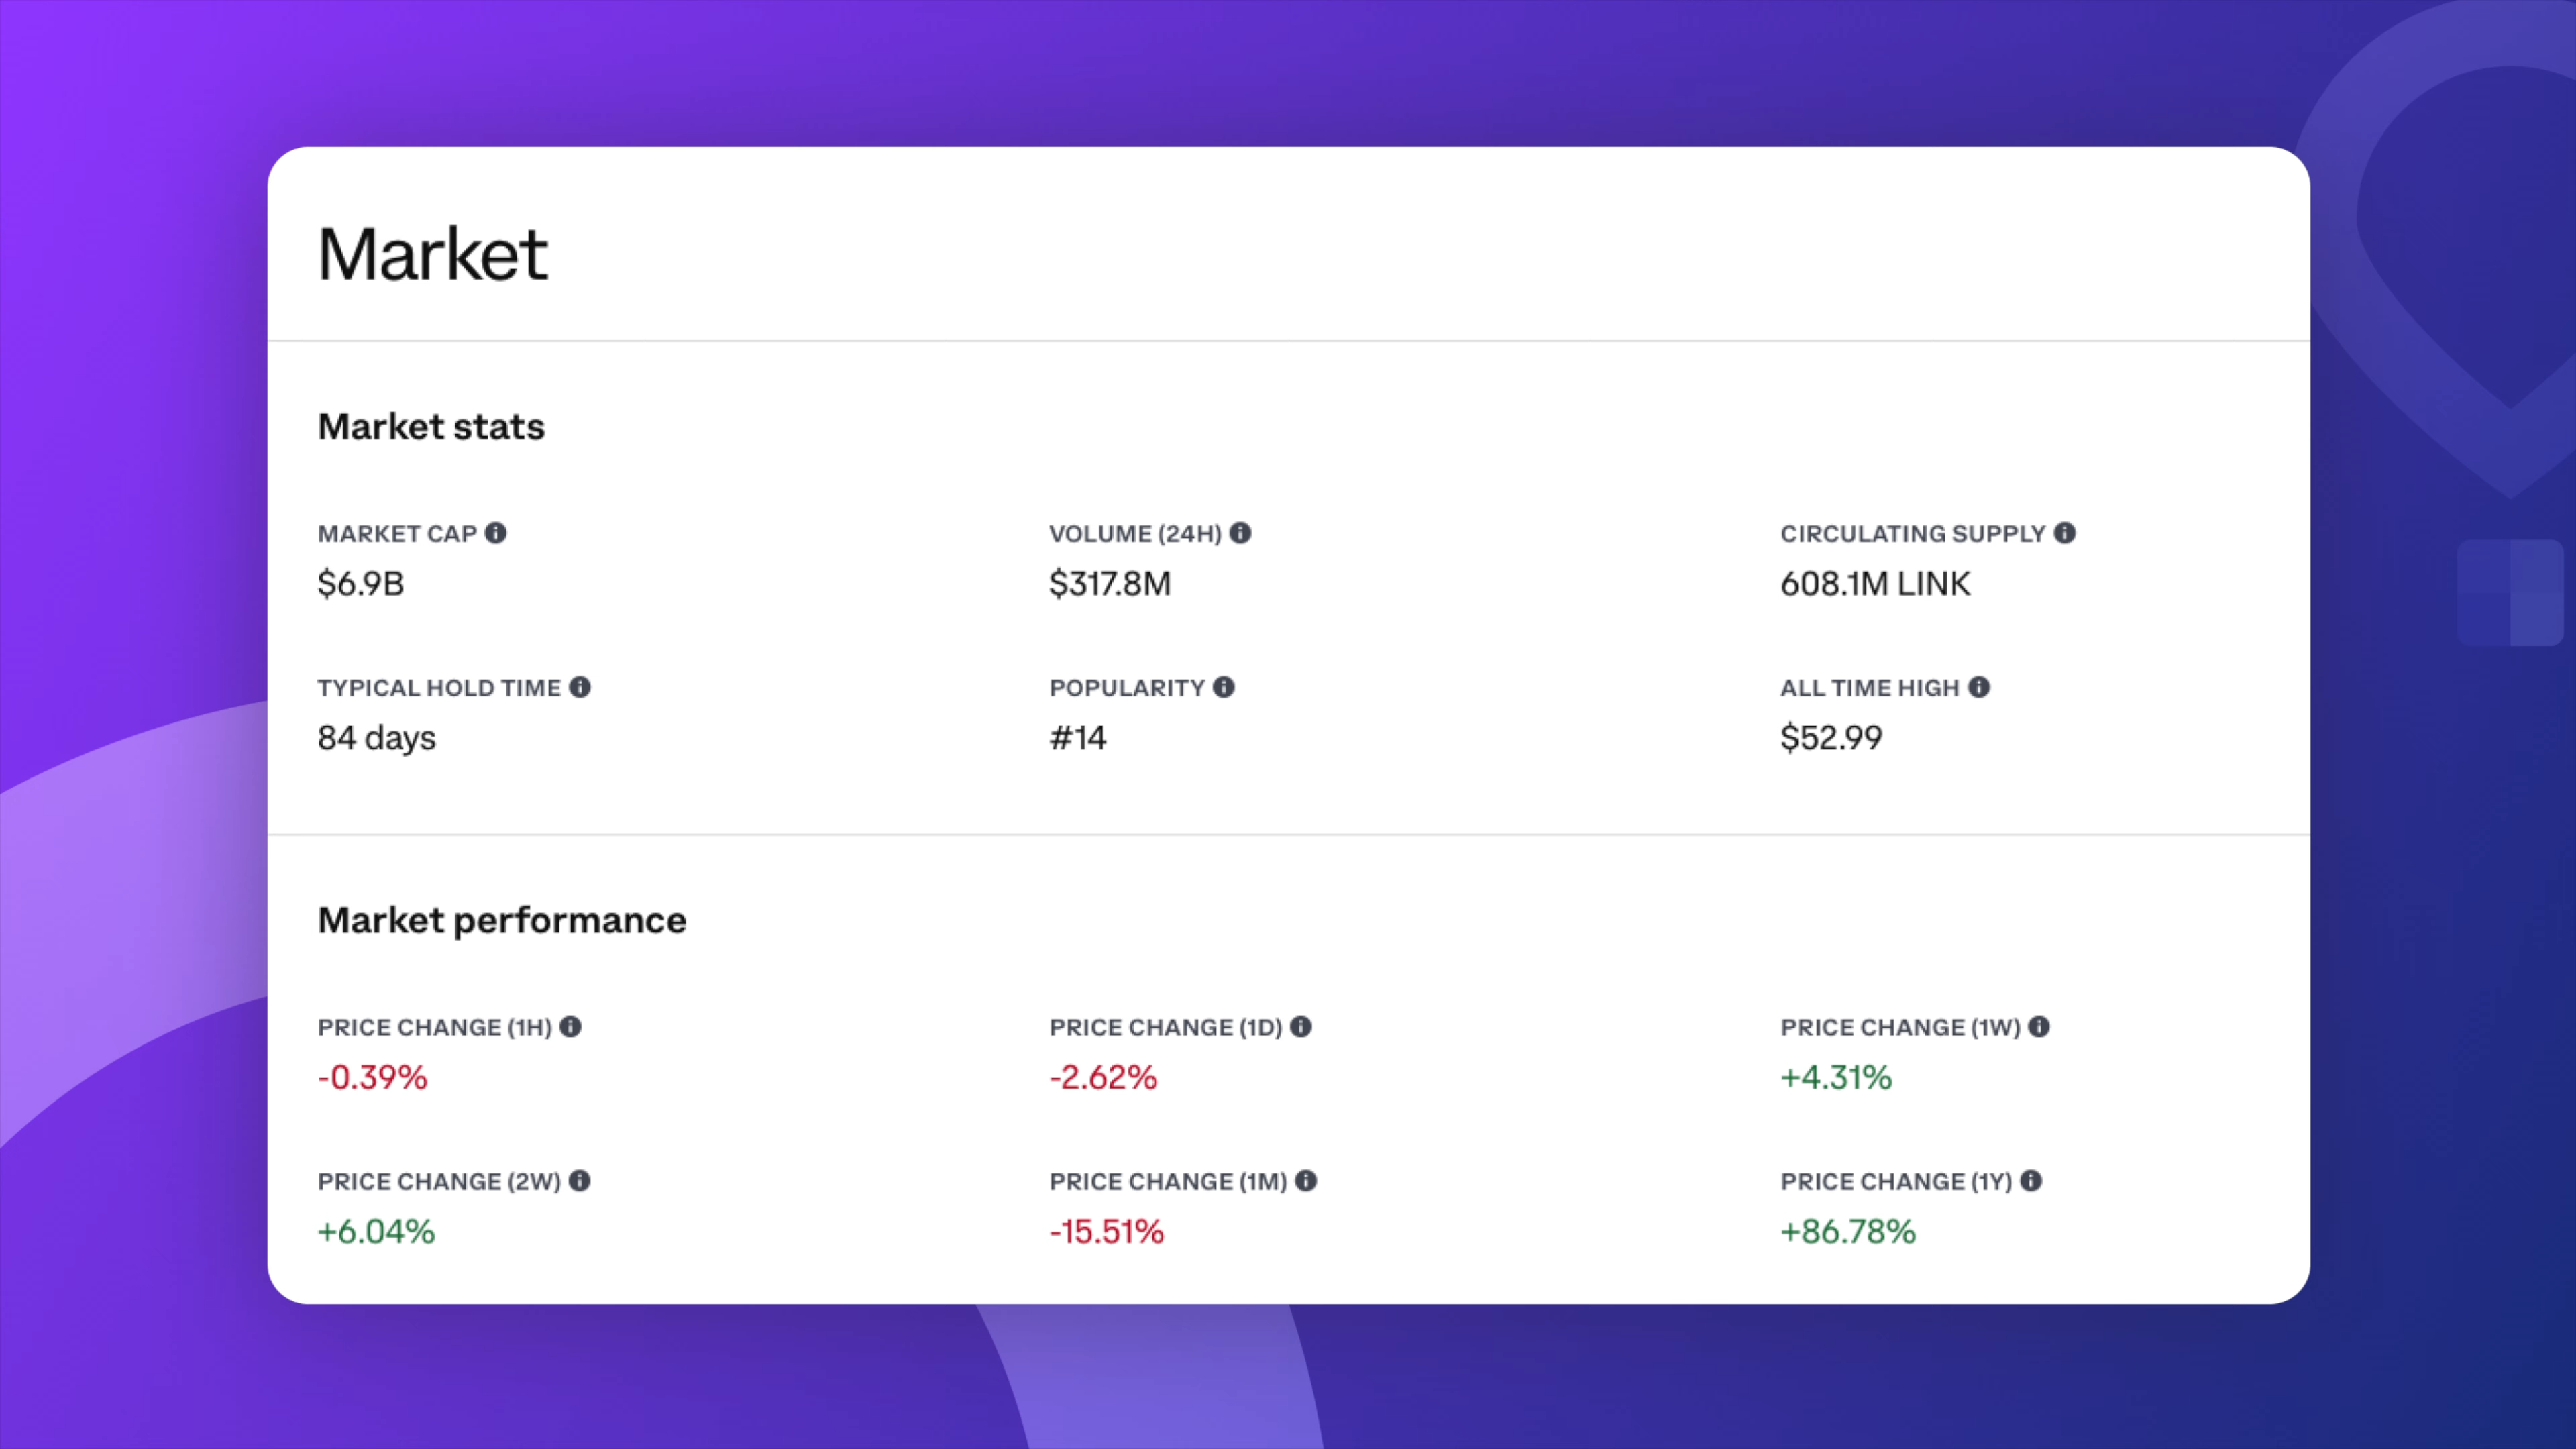 Market
Market stats
MARKET CAP
VOLUME (24H)
CIRCULATING SUPPLY
$6.9B
$317.8M
608.1M LINK
TYPICAL HOLD TIME
POPULARITY
ALL TIME HIGH
84 days
#14
$52.99
Market performance
PRICE CHANGE (1H)
PRICE CHANGE (1D)
PRICE CHANGE (1W)
-0.39%
-2.62%
+4.31%
PRICE CHANGE (2W)
PRICE CHANGE (1M)
PRICE CHANGE (1Y)
+6.04%
-15.51%
+86.78%